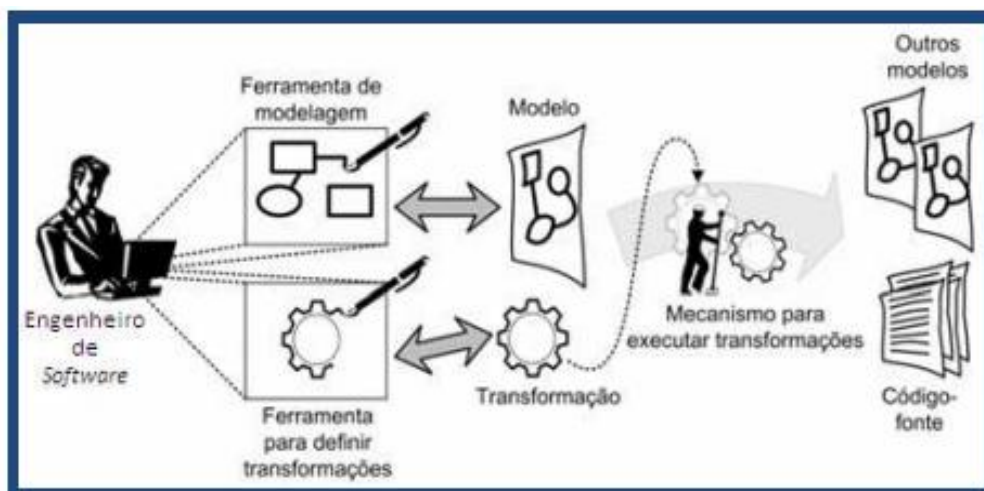 Ferramenta de
modelagem
Modelo
Outros
modelos
Engenheiro
de
Software
Ferramenta
para definir
transformações
Transformação
Mecanismo para
executar transformações
Código-
fonte